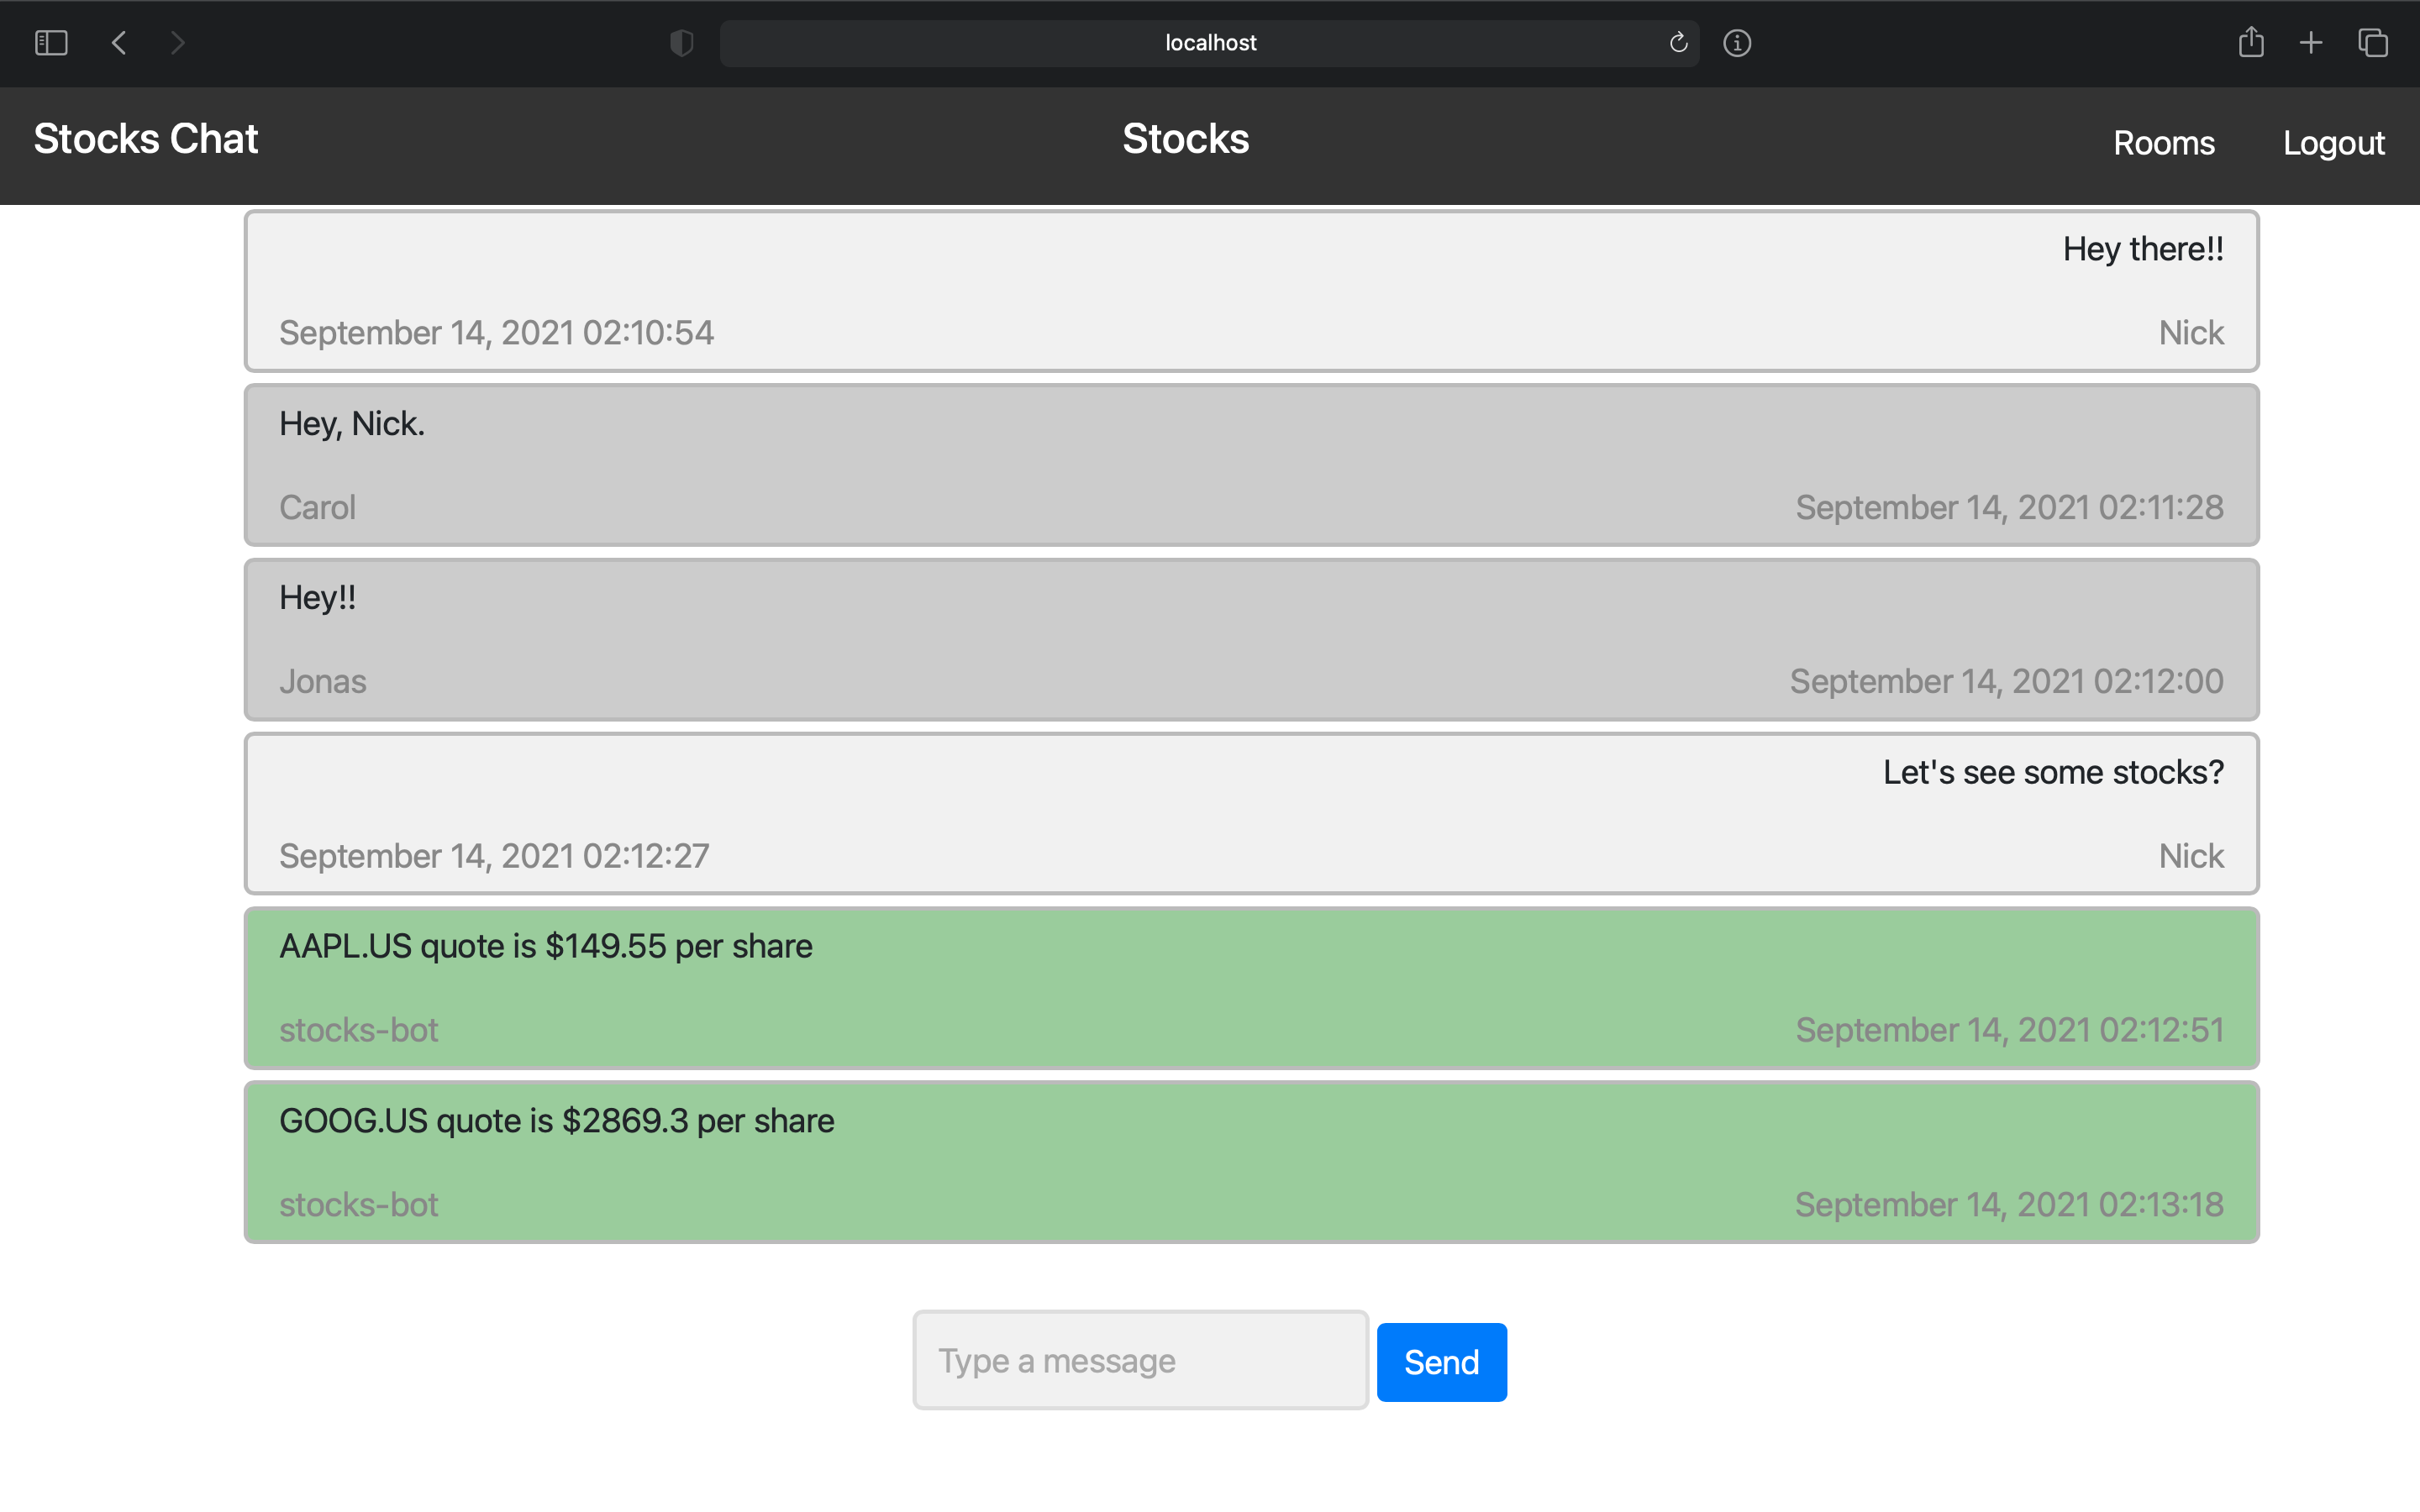 localhost
Stocks Chat
Stocks
Rooms
Logout
Hey there!!
September 14, 2021 02:10:54
Nick
Hey, Nick.
Carol
September 14, 2021 02:11:28
Hey!!
Jonas
September 14, 2021 02:12:00
Let's see some stocks?
September 14, 2021 02:12:27
Nick
AAPL.US quote is $149.55 per share
stocks-bot
September 14, 2021 02:12:51
GOOG.US quote is $2869.3 per share
stocks-bot
September 14, 2021 02:13:18
Type a message
Send